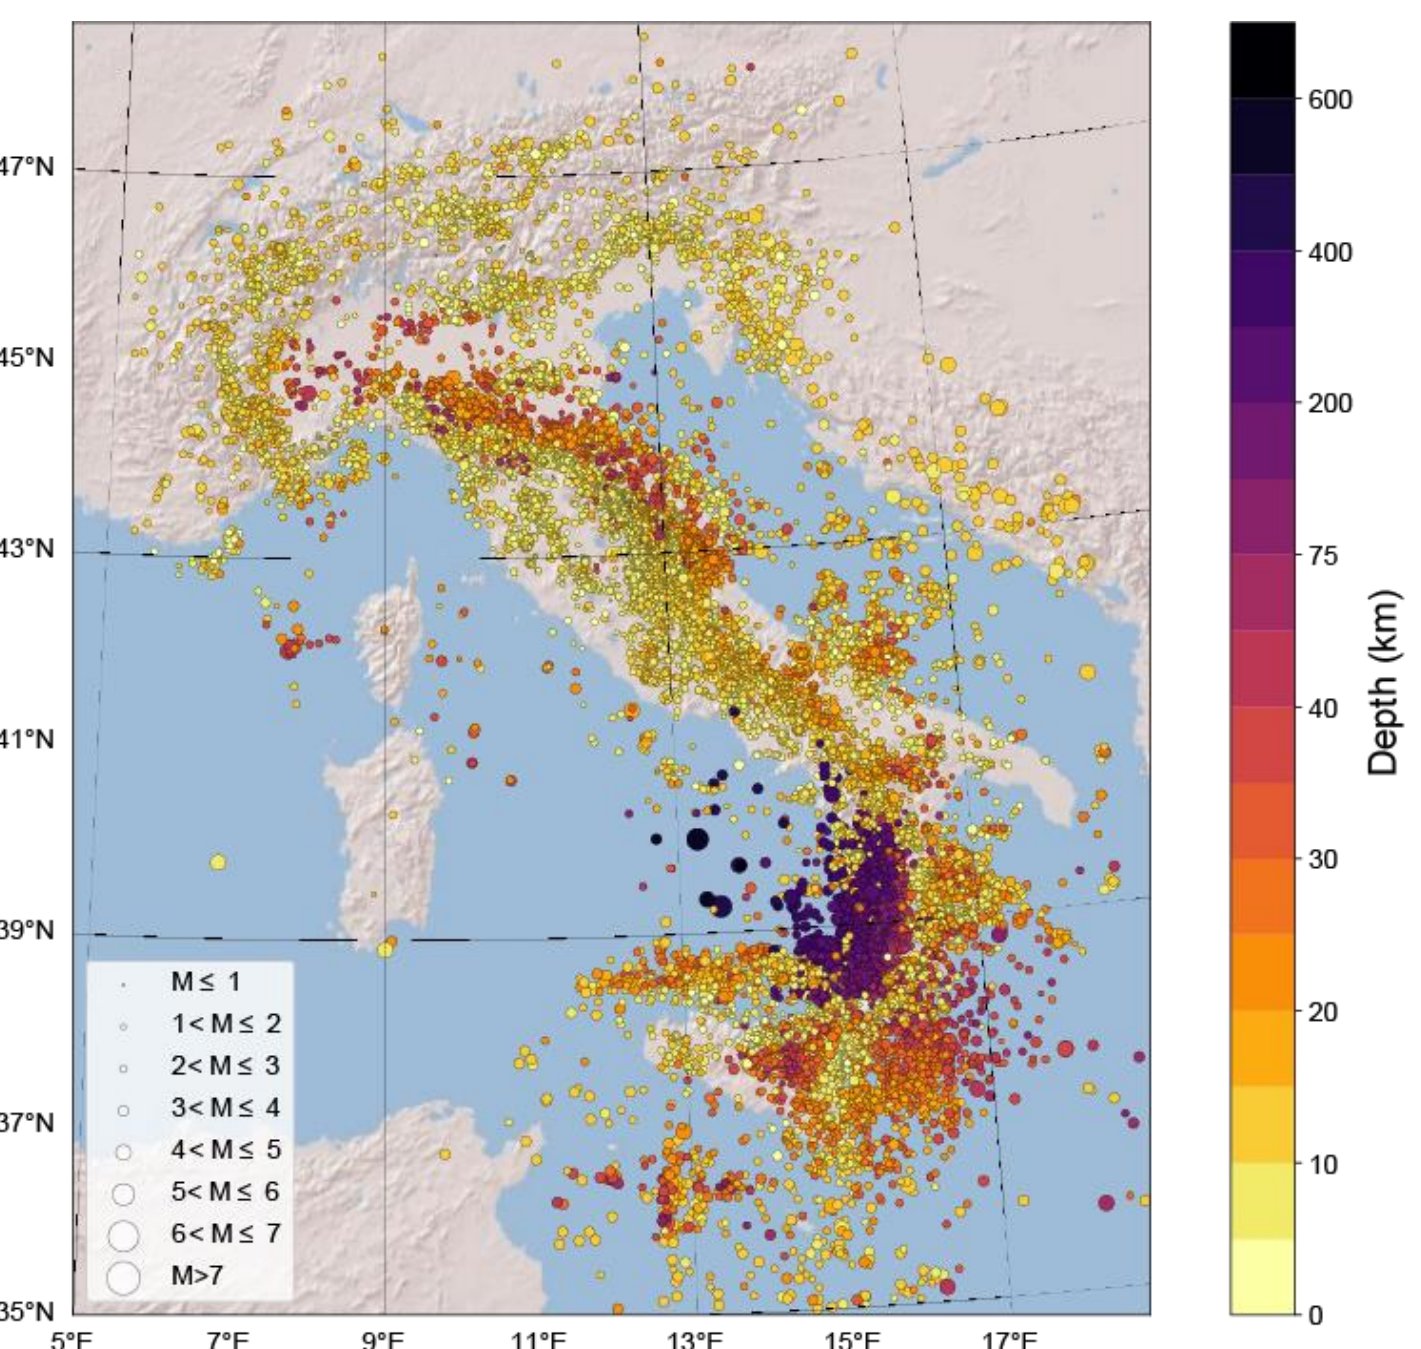 47°N
45°N
43°N
41°N
39°N
37°N
35°N
5°E
7°E
9°E
11°E
13°E
15°E
17°E
M ≤ 1
1 < M ≤ 2
2 < M ≤ 3
3 < M ≤ 4
4 < M ≤ 5
5 < M ≤ 6
6 < M ≤ 7
M>7
600
400
200
75
40
30
20
10
0
Depth (km)